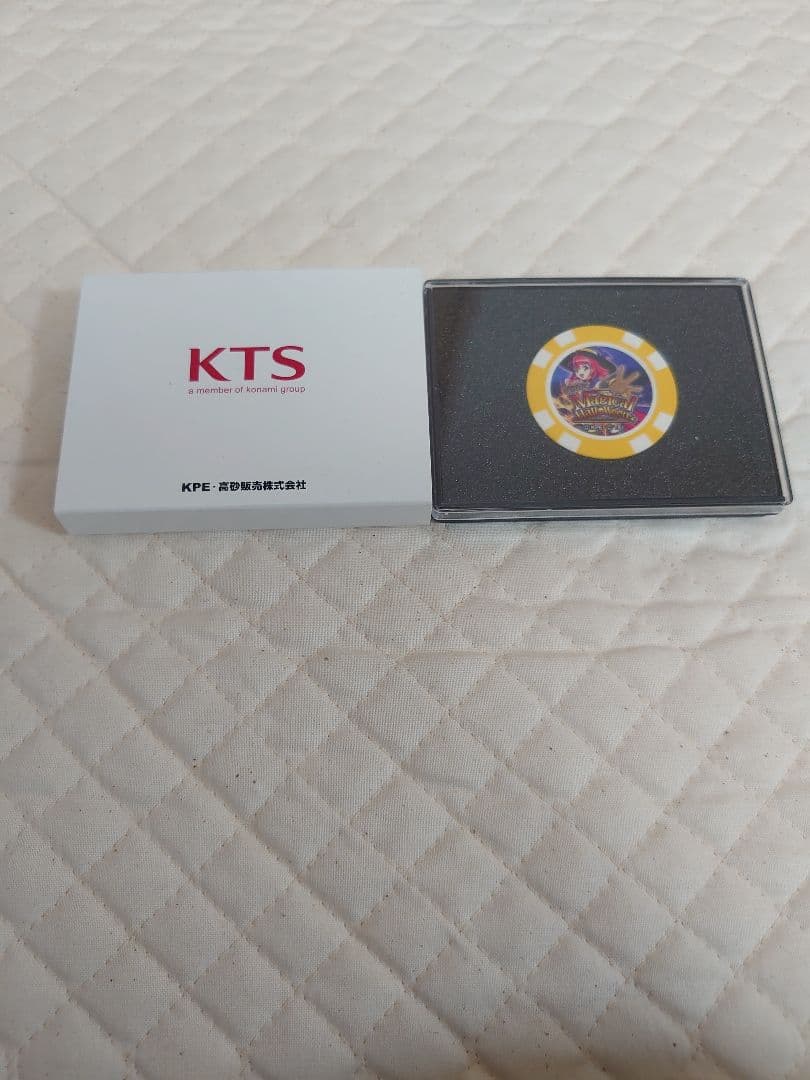 KTS
a member of konami group
KPE・高砂販売株式会社
Magical
Halloween